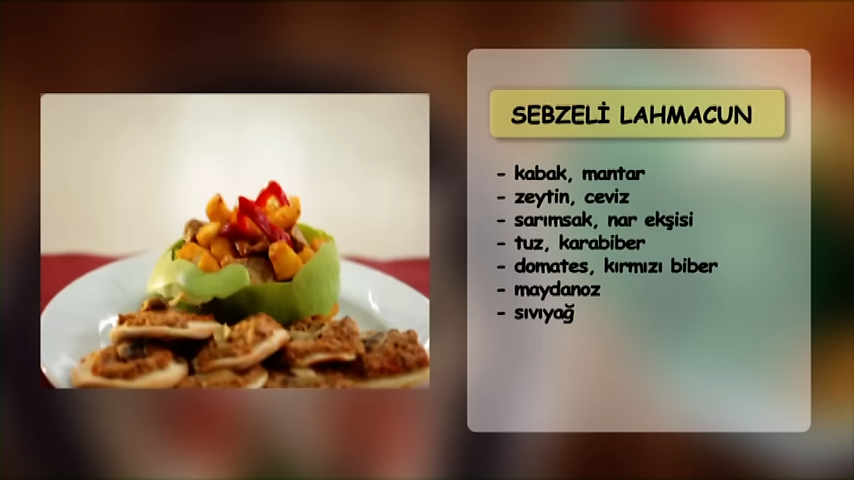 SEBZELİ LAHMACUN
- kabak, mantar
- zeytin, ceviz
- sarımsak, nar ekşisi
- tuz, karabiber
- domates, kırmızı biber
- maydanoz
- sıvıyağ